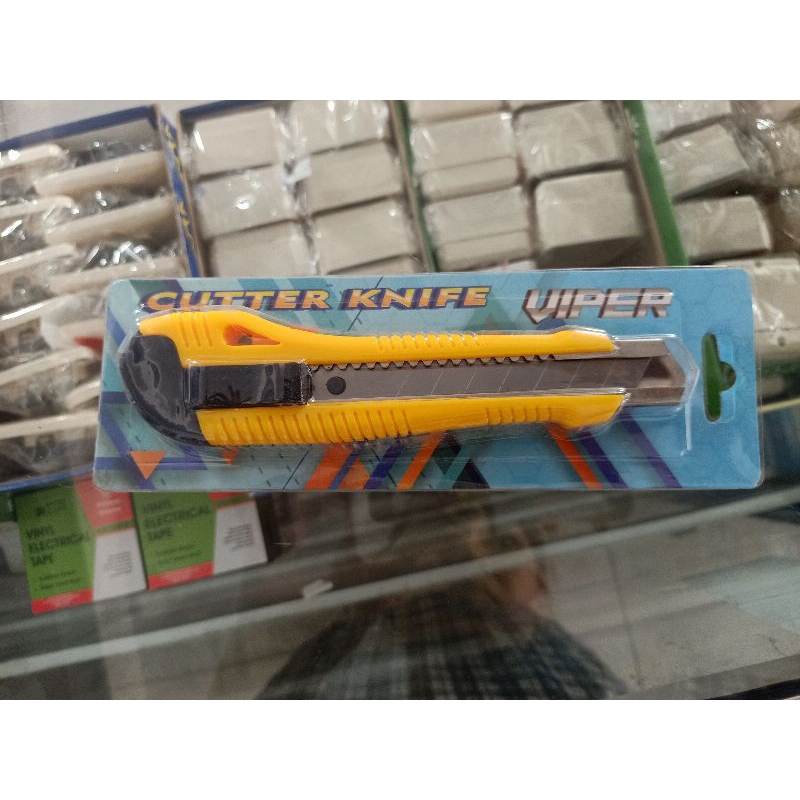 CUTTER KNIFE VIPER
VINYL
ELECTRICAL
TAPE
VINYL
ELECTRICAL
TAPE